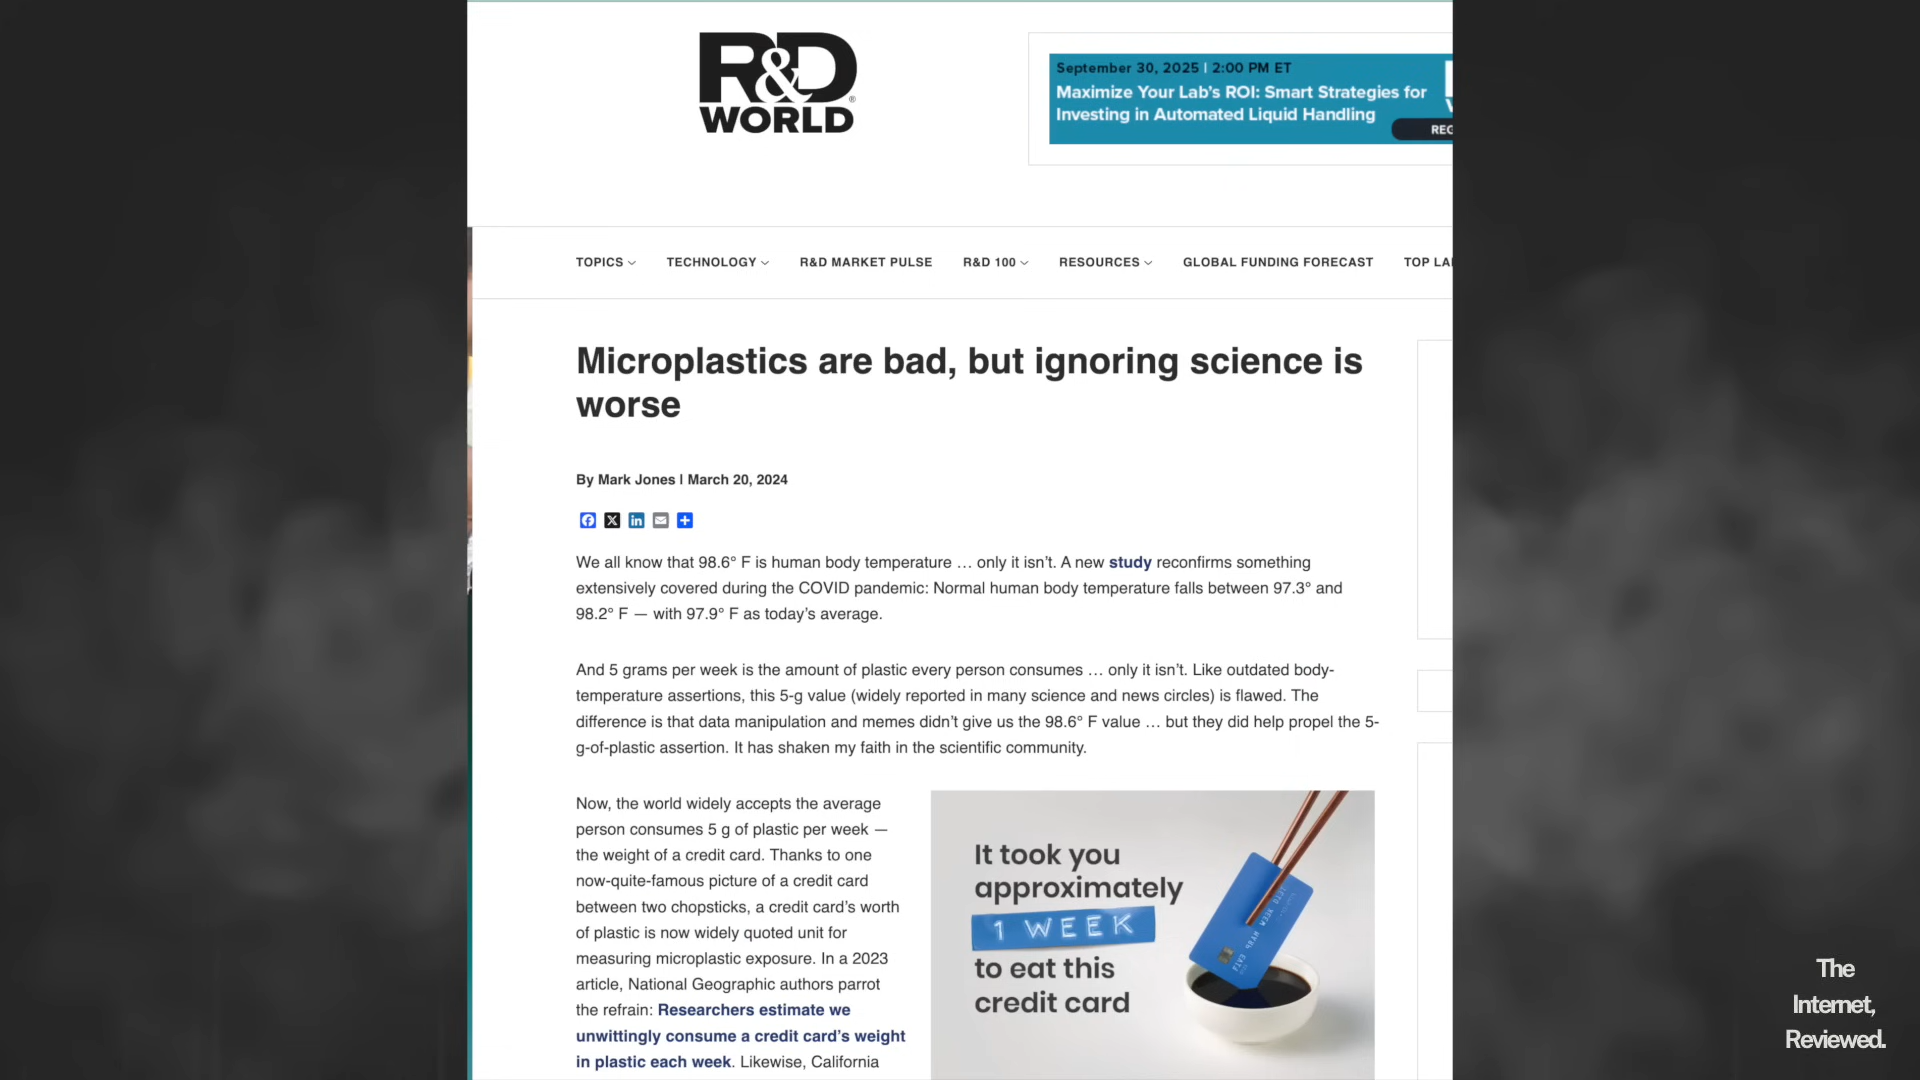 R&D
WORLD®
September 30, 2025 | 2:00 PM ET
Maximize Your Lab's ROI: Smart Strategies for
Investing in Automated Liquid Handling
REG
TOPICS
TECHNOLOGY
R&D MARKET PULSE
R&D 100
RESOURCES
GLOBAL FUNDING FORECAST
TOP LA
Microplastics are bad, but ignoring science is
worse
By Mark Jones | March 20, 2024
We all know that 98.6° F is human body temperature … only it isn't. A new study reconfirms something
extensively covered during the COVID pandemic: Normal human body temperature falls between 97.3° and
98.2° F — with 97.9° F as today's average.
And 5 grams per week is the amount of plastic every person consumes … only it isn't. Like outdated body-
temperature assertions, this 5-g value (widely reported in many science and news circles) is flawed. The
difference is that data manipulation and memes didn't give us the 98.6° F value … but they did help propel the 5-
g-of-plastic assertion. It has shaken my faith in the scientific community.
Now, the world widely accepts the average
person consumes 5 g of plastic per week —
the weight of a credit card. Thanks to one
now-quite-famous picture of a credit card
between two chopsticks, a credit card's worth
of plastic is now widely quoted unit for
measuring microplastic exposure. In a 2023
article, National Geographic authors parrot
the refrain: Researchers estimate we
unwittingly consume a credit card's weight
in plastic each week. Likewise, California
It took you
approximately
1 WEEK
to eat this
credit card
The
Internet,
Reviewed.